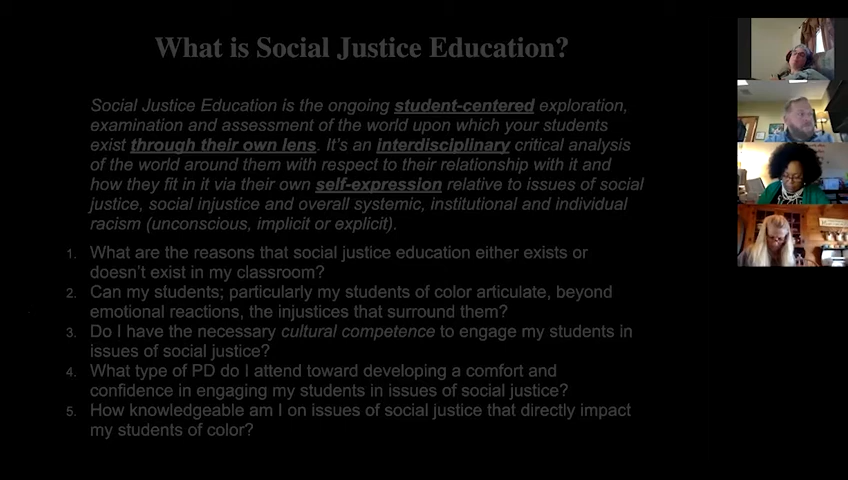 What is Social Justice Education?
Social Justice Education is the ongoing student-centered exploration,
examination and assessment of the world upon which your students
exist through their own lens. It's an interdisciplinary critical analysis
of the world around them with respect to their relationship with it and
how they fit in it via their own self-expression relative to issues of social
justice, social injustice and overall systemic, institutional and individual
racism (unconscious, implicit or explicit).
1. What are the reasons that social justice education either exists or
doesn't exist in my classroom?
2. Can my students; particularly my students of color articulate, beyond
emotional reactions, the injustices that surround them?
3. Do I have the necessary cultural competence to engage my students in
issues of social justice?
4. What type of PD do I attend toward developing a comfort and
confidence in engaging my students in issues of social justice?
5. How knowledgeable am I on issues of social justice that directly impact
my students of color?